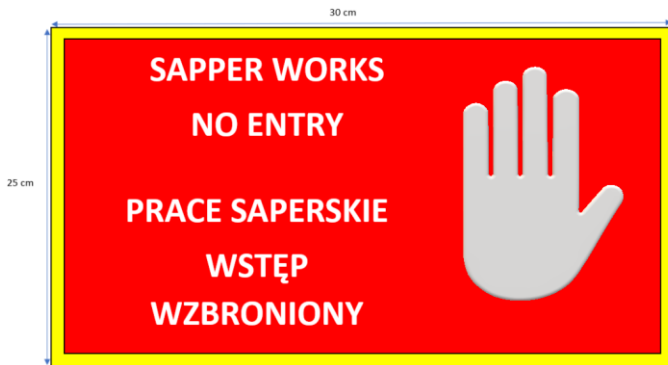 30 cm
25 cm
SAPPER WORKS
NO ENTRY
PRACE SAPERSKIE
WSTĘP
WZBRONIONY